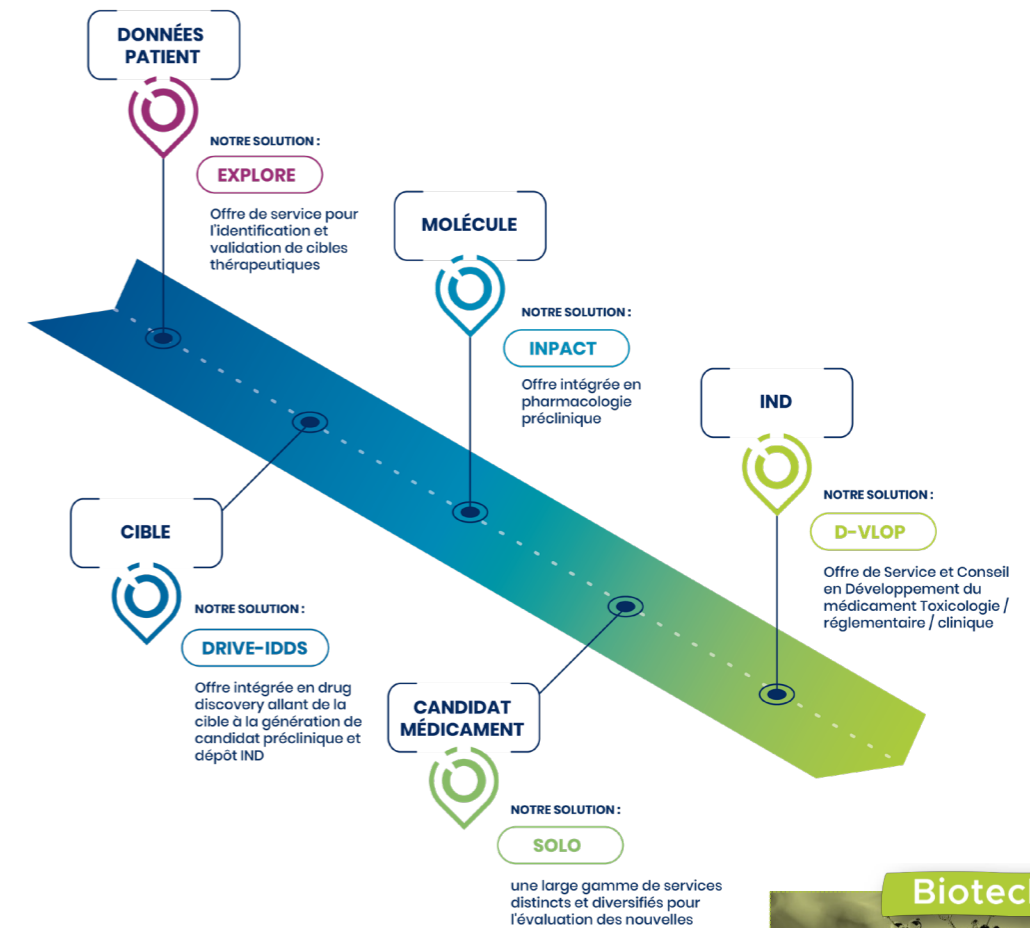 DONNÉES
PATIENT
NOTRE SOLUTION :
EXPLORE
Offre de service pour
l'identification et
validation de cibles
thérapeutiques
CIBLE
NOTRE SOLUTION :
DRIVE-IDDS
Offre intégrée en drug
discovery allant de la
cible à la génération de
candidat préclinique et
dépôt IND
MOLÉCULE
NOTRE SOLUTION :
INPACT
Offre intégrée en
pharmacologie
préclinique
CANDIDAT
MÉDICAMENT
NOTRE SOLUTION :
SOLO
une large gamme de services
distincts et diversifiés pour
l'évaluation des nouvelles
IND
NOTRE SOLUTION :
D-VLOP
Offre de Service et Conseil
en Développement du
médicament Toxicologie /
réglementaire / clinique
Biotech